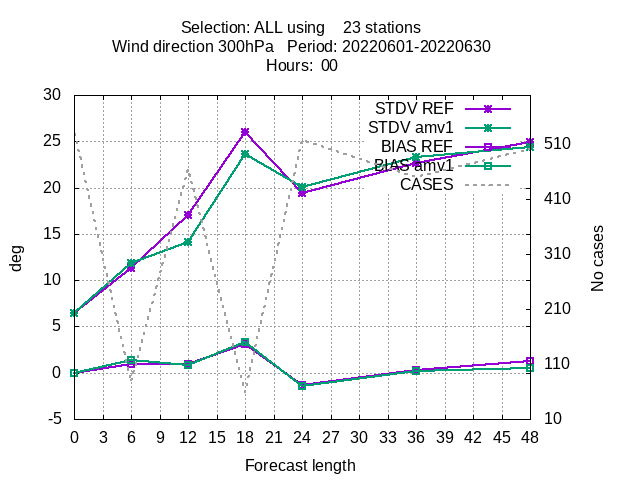 Selection: ALL using 23 stations
Wind direction 300hPa Period: 20220601-20220630
Hours: 00
STDV REF
STDV amv1
BIAS REF
BIAS amv1
CASES
30
25
20
15
10
5
0
-5
deg
510
410
310
210
110
10
No cases
0 3 6 9 12 15 18 21 24 27 30 33 36 39 42 45 48
Forecast length